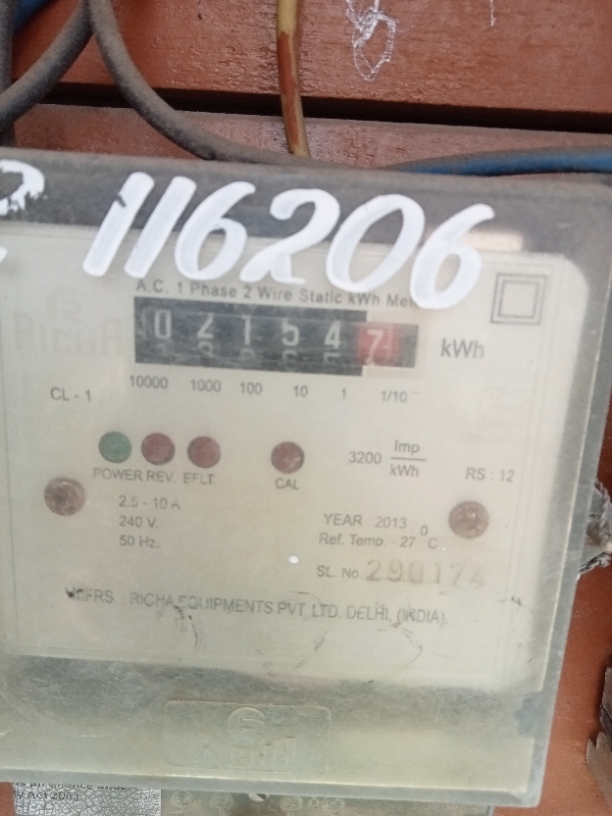 116206
A.C. 1 Phase 2 Wire Static kWh Met
0 2 1 5 4 7 kWh
CL - 1 10000 1000 100 10 1 1/10
3200 Imp/kWh RS : 12
POWER REV. EFLT. CAL
2.5 - 10 A
240 V.
50 Hz.
YEAR 2013
Ref. Temp. 27 0 C
SL. No. 290174
MFRS : RICHA EQUIPMENTS PVT. LTD. DELHI, (INDIA)